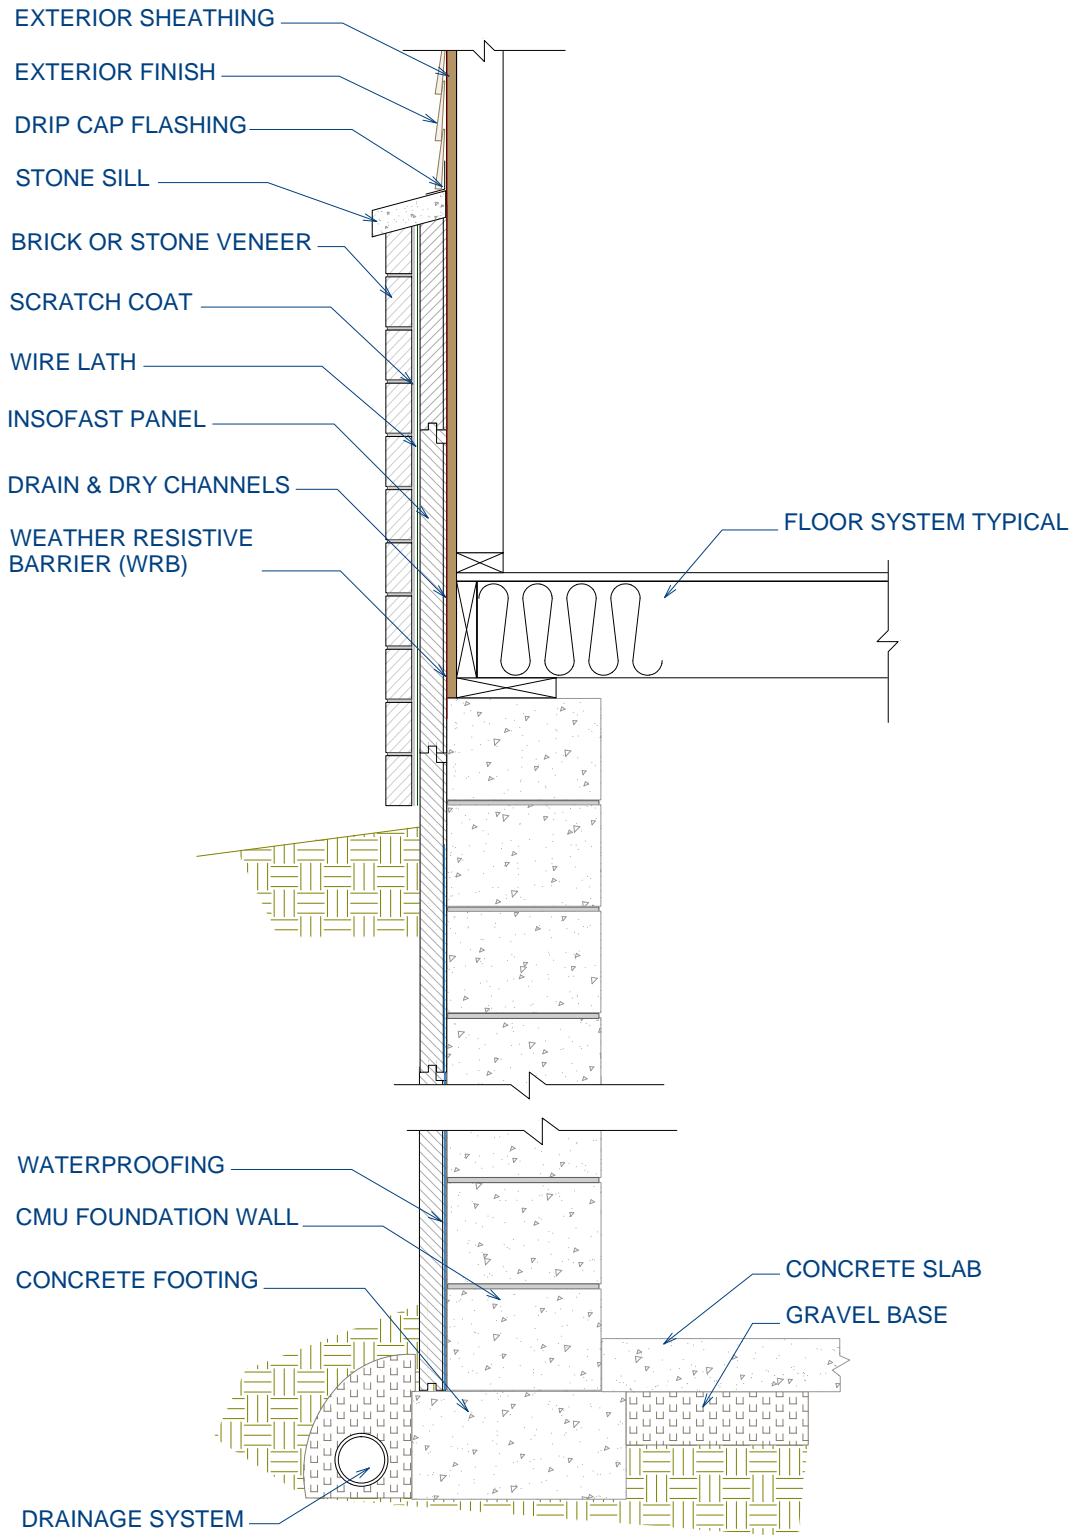 EXTERIOR SHEATHING
EXTERIOR FINISH
DRIP CAP FLASHING
STONE SILL
BRICK OR STONE VENEER
SCRATCH COAT
WIRE LATH
INSOFAST PANEL
DRAIN & DRY CHANNELS
WEATHER RESISTIVE
BARRIER (WRB)
FLOOR SYSTEM TYPICAL
WATERPROOFING
CMU FOUNDATION WALL
CONCRETE FOOTING
CONCRETE SLAB
GRAVEL BASE
DRAINAGE SYSTEM